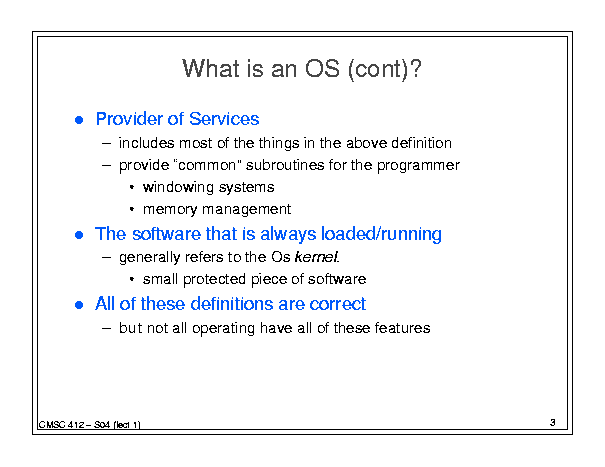 What is an OS (cont)?
● Provider of Services
– includes most of the things in the above definition
– provide “common” subroutines for the programmer
• windowing systems
• memory management
● The software that is always loaded/running
– generally refers to the Os kernel.
• small protected piece of software
● All of these definitions are correct
– but not all operating have all of these features
CMSC 412 – S04 (lect 1)
3